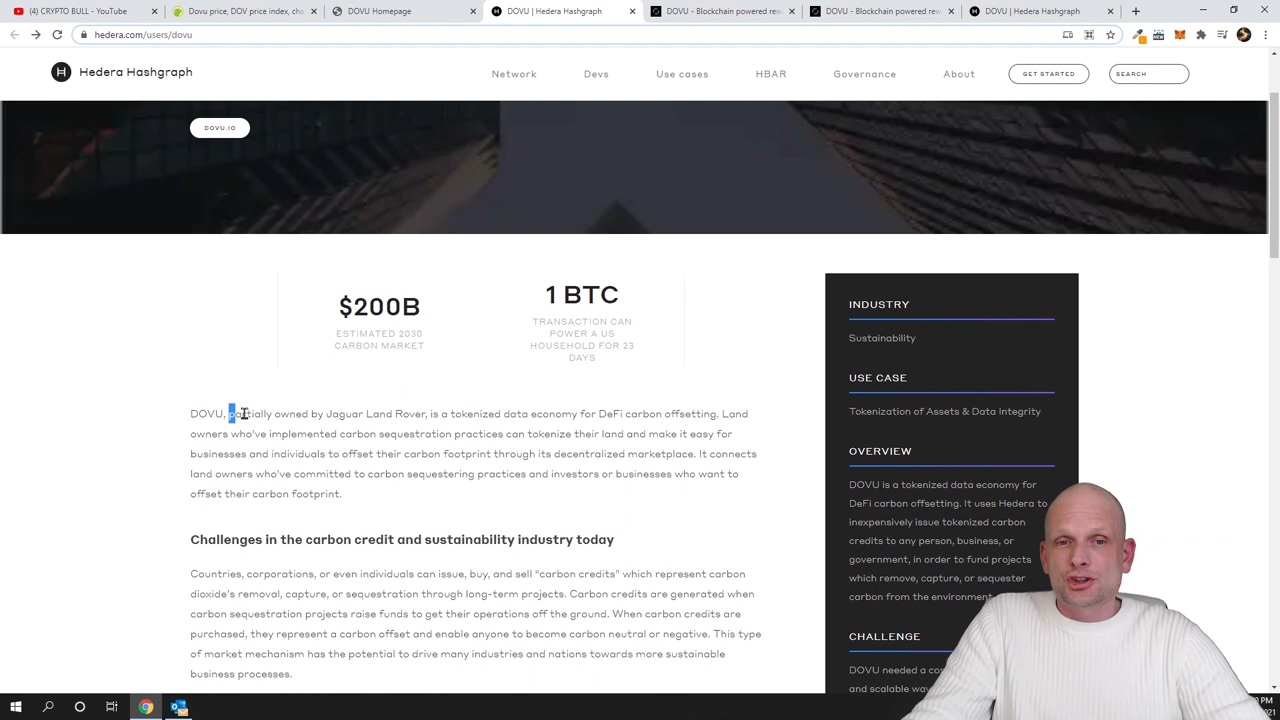 (4) CRYPTO BULL - YouTube
Dovu price, DOV price index, ch
DOVU Homepage
DOVU | Hedera Hashgraph
DOVU - Blockchain powered rew
DOVU - Blockchain powered rew
DOVU | Hedera Hashgraph
hedera.com/users/dovu
Hedera Hashgraph
Network
Devs
Use cases
HBAR
Governance
About
GET STARTED
SEARCH
DOVU.IO
$200B
ESTIMATED 2030
CARBON MARKET
1 BTC
TRANSACTION CAN
POWER A US
HOUSEHOLD FOR 23
DAYS
DOVU, partially owned by Jaguar Land Rover, is a tokenized data economy for DeFi carbon offsetting. Land
owners who've implemented carbon sequestration practices can tokenize their land and make it easy for
businesses and individuals to offset their carbon footprint through its decentralized marketplace. It connects
land owners who've committed to carbon sequestering practices and investors or businesses who want to
offset their carbon footprint.
Challenges in the carbon credit and sustainability industry today
Countries, corporations, or even individuals can issue, buy, and sell “carbon credits” which represent carbon
dioxide's removal, capture, or sequestration through long-term projects. Carbon credits are generated when
carbon sequestration projects raise funds to get their operations off the ground. When carbon credits are
purchased, they represent a carbon offset and enable anyone to become carbon neutral or negative. This type
of market mechanism has the potential to drive many industries and nations towards more sustainable
business processes.
INDUSTRY
Sustainability
USE CASE
Tokenization of Assets & Data Integrity
OVERVIEW
DOVU is a tokenized data economy for
DeFi carbon offsetting. It uses Hedera to
inexpensively issue tokenized carbon
credits to any person, business, or
government, in order to fund projects
which remove, capture, or sequester
carbon from the environment.
CHALLENGE
DOVU needed a
and scalable
PM
2021